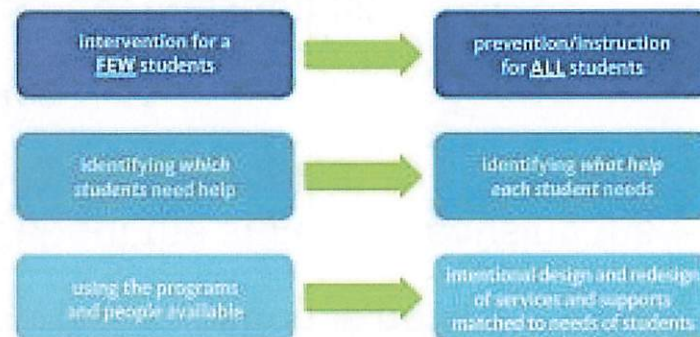 intervention for a
FEW students
prevention/instruction
for ALL students
identifying which
students need help
identifying what help
each student needs
using the programs
and people available
intentional design and redesign
of services and supports
matched to needs of students